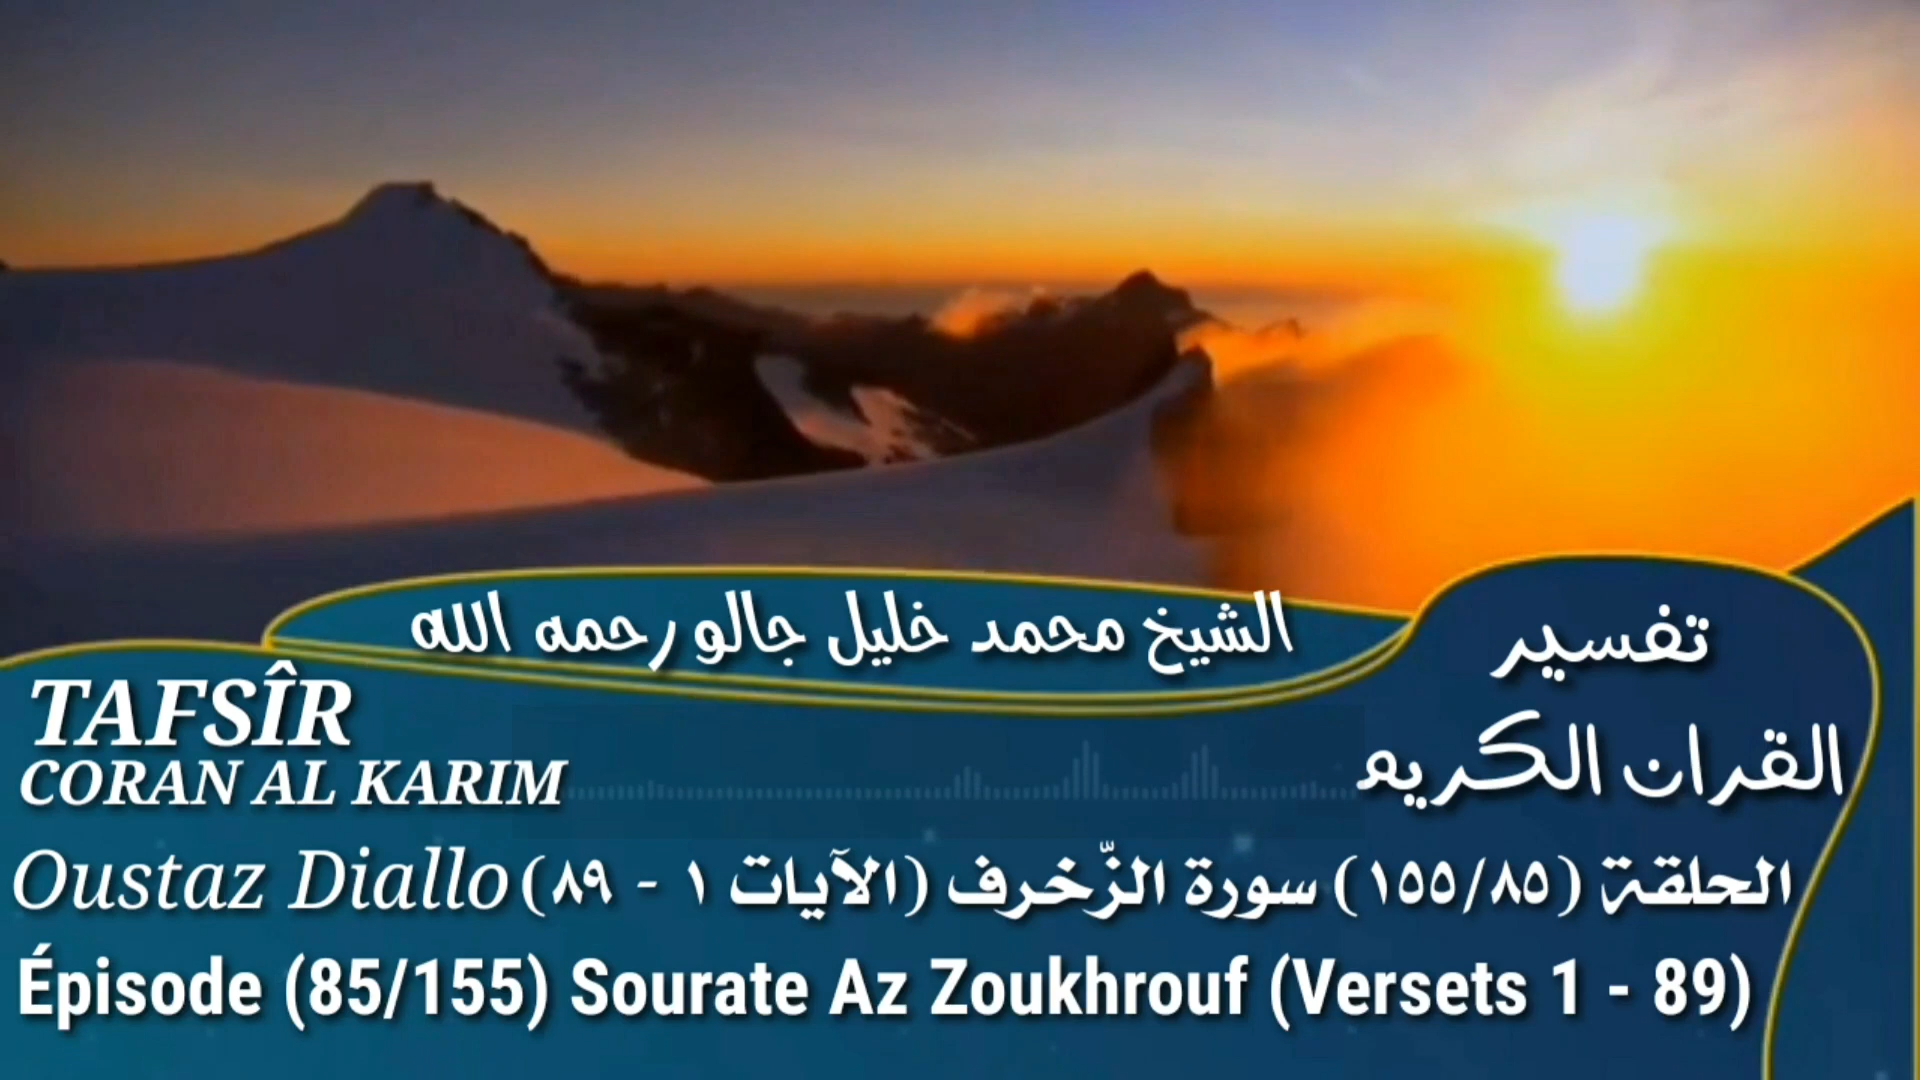 الشيخ محمد خليل جالو رحمه الله
تفسير
القران الكريم
TAFSÎR
CORAN AL KARIM
Oustaz Diallo
الحلقة (١٥٥/٨٥) سورة الزّخرف (الآيات ١ - ٨٩)
Épisode (85/155) Sourate Az Zoukhrouf (Versets 1 - 89)